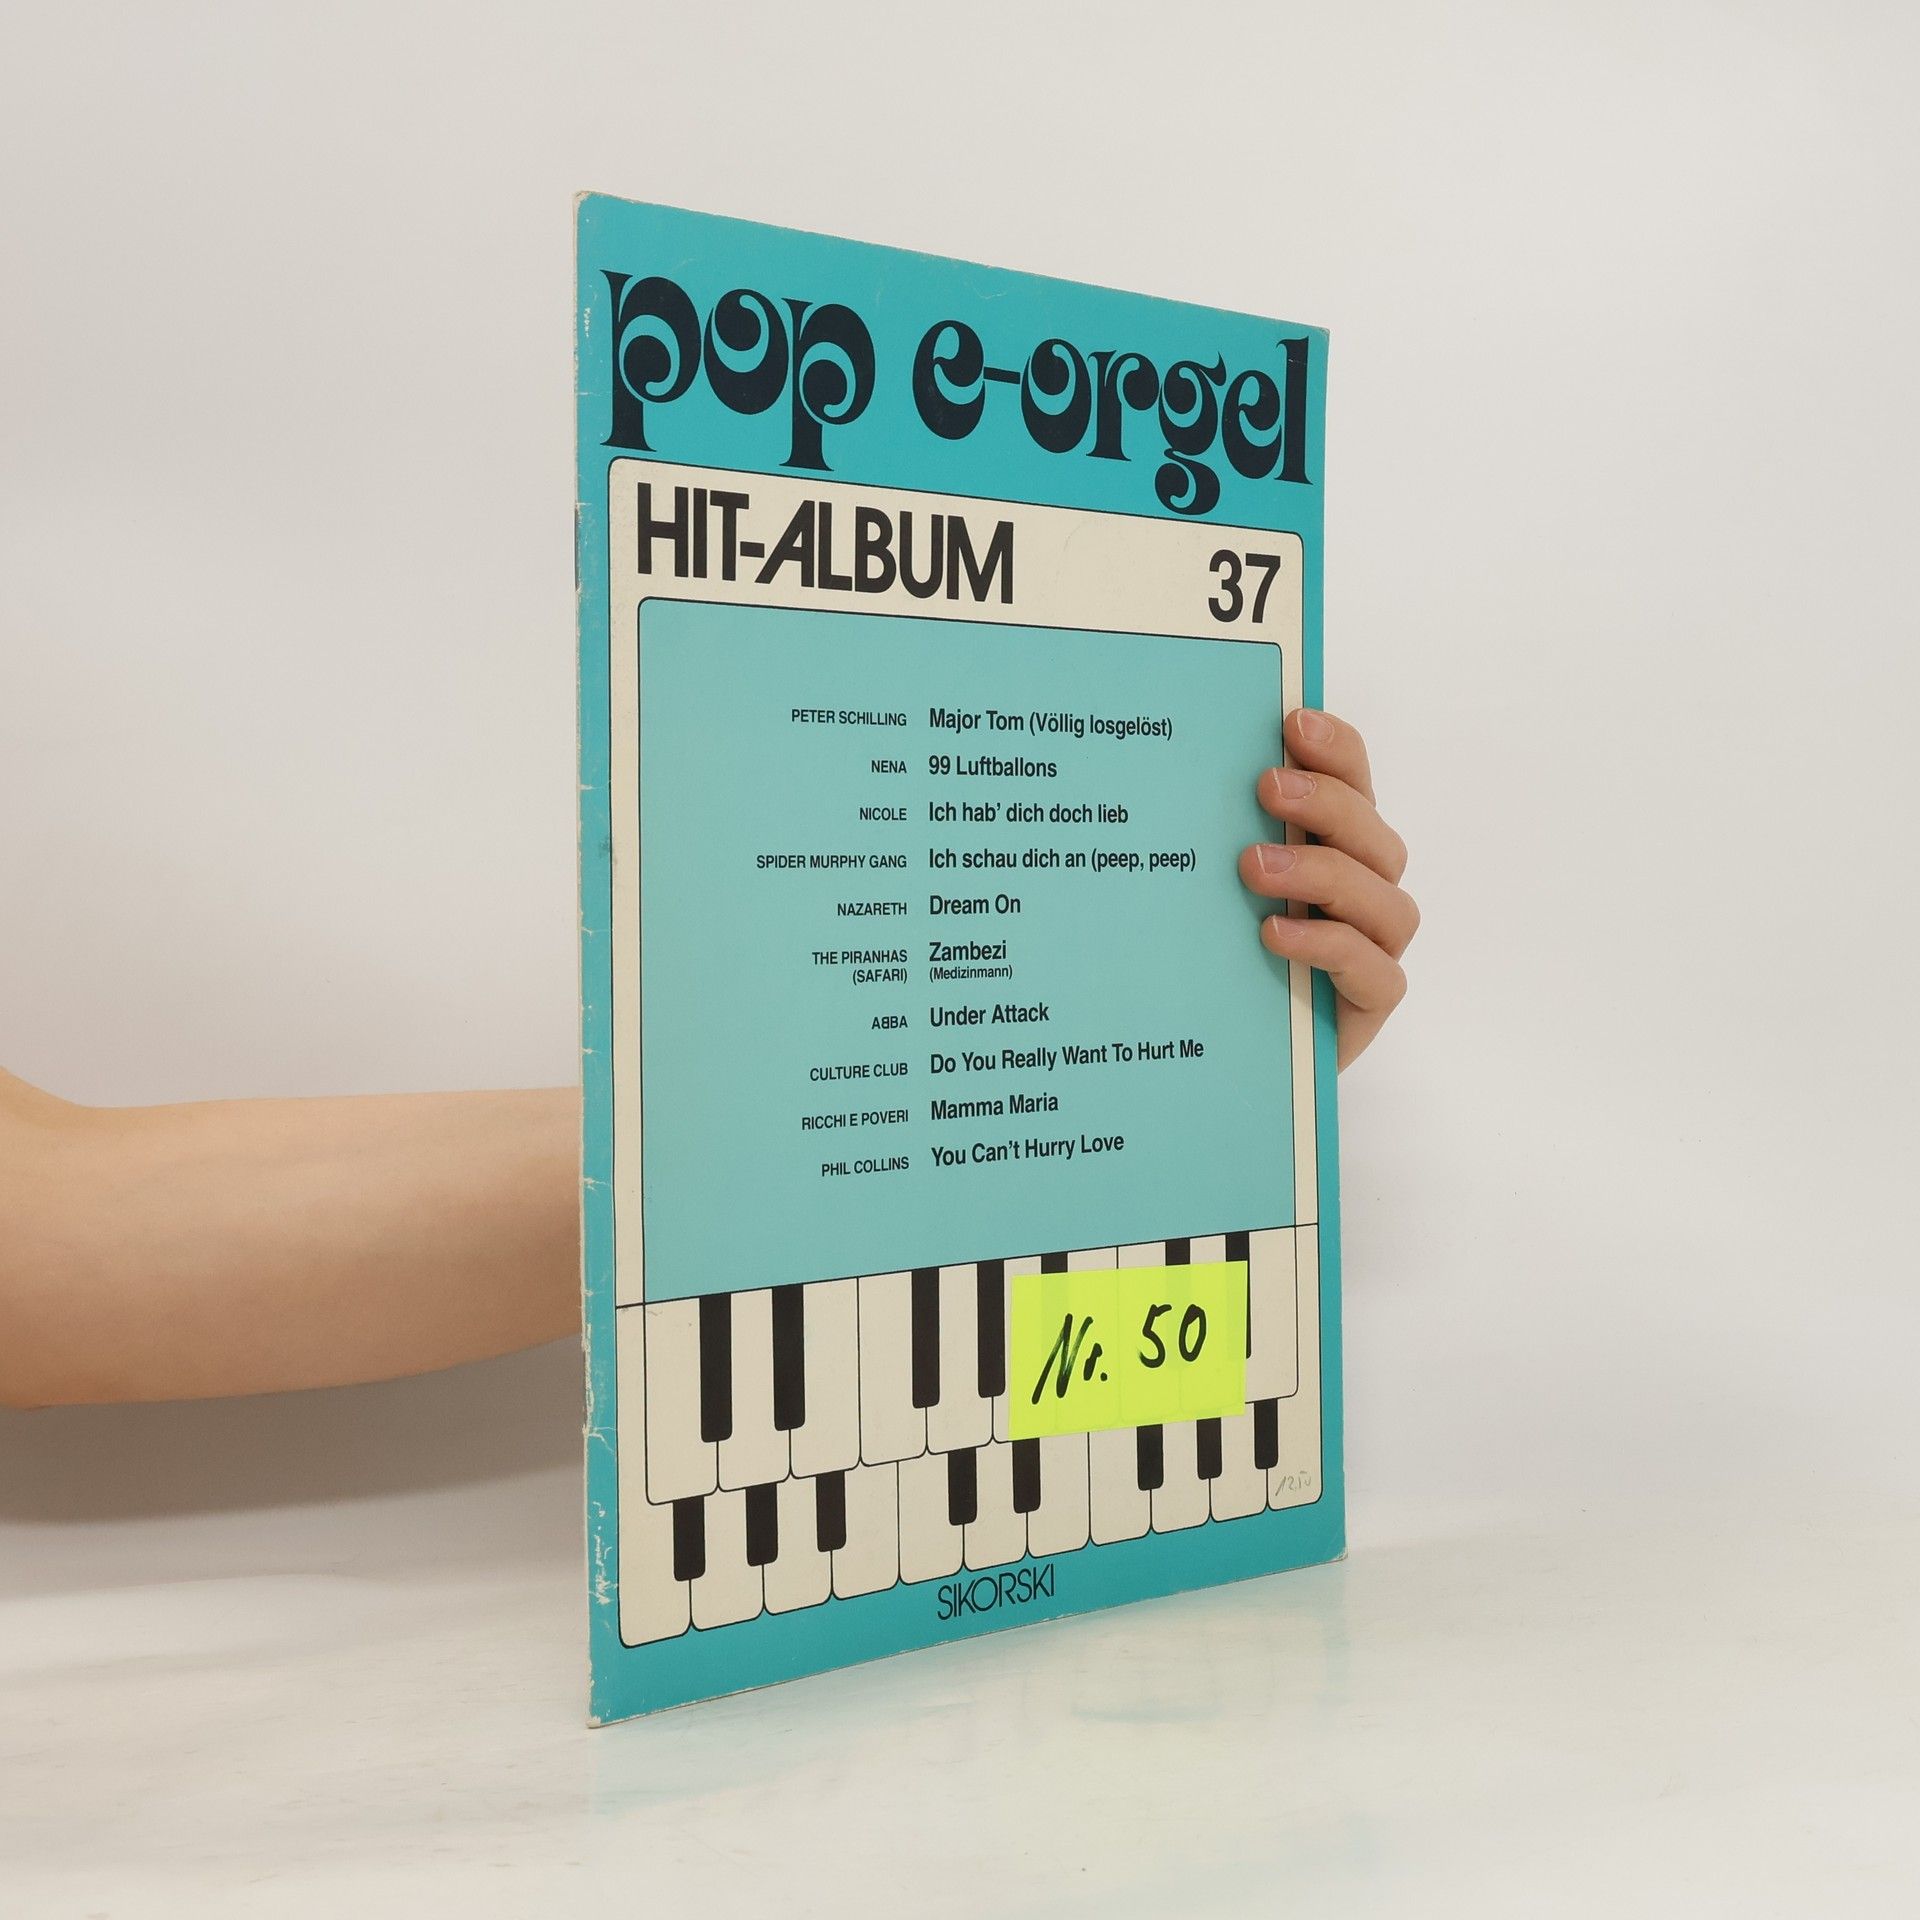 pop e-orgel
HIT-ALBUM 37
PETER SCHILLING Major Tom (Völlig losgelöst)
NENA 99 Luftballons
NICOLE Ich hab' dich doch lieb
SPIDER MURPHY GANG Ich schau dich an (peep, peep)
NAZARETH Dream On
THE PIRANHAS Zambezi
(SAFARI) (Medizinmann)
ABBA Under Attack
CULTURE CLUB Do You Really Want To Hurt Me
RICCHI E POVERI Mamma Maria
PHIL COLLINS You Can't Hurry Love
Nr. 50
12,50
SIKORSKI